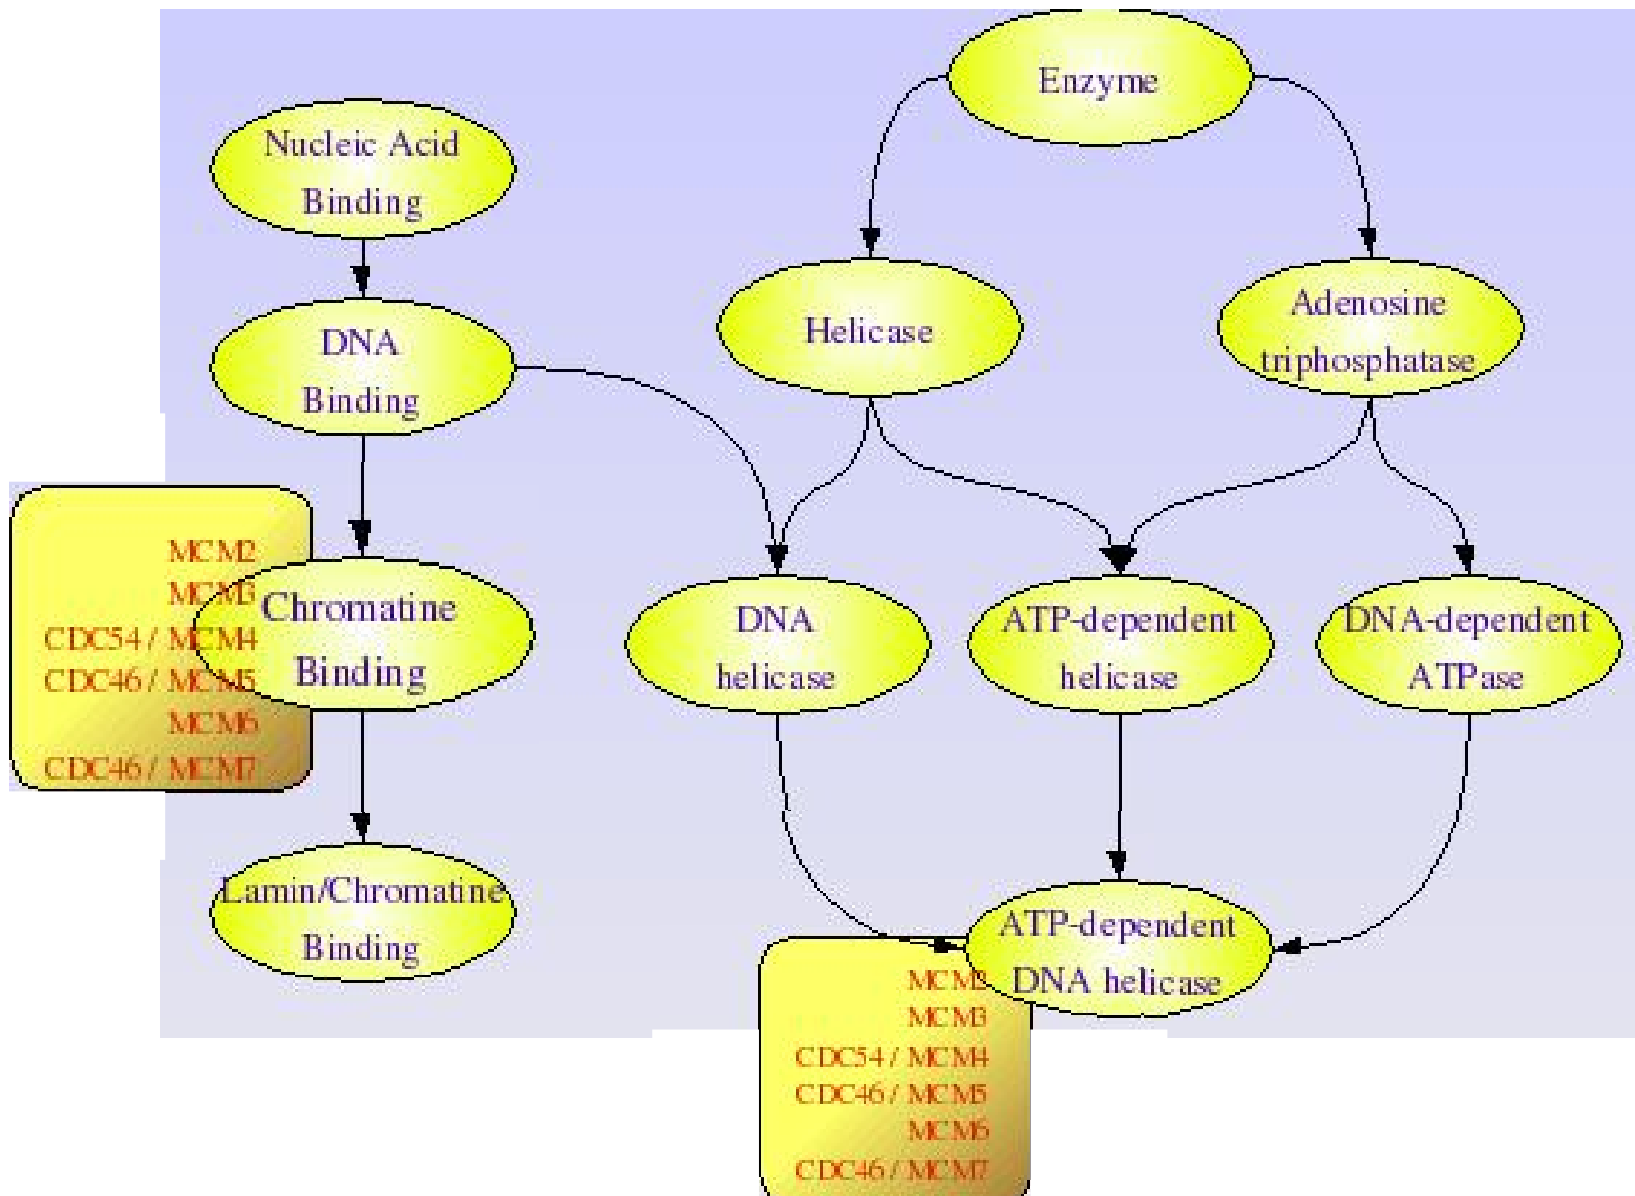 Enzyme
Nucleic Acid
Binding
DNA
Binding
Helicase
Adenosine
triphosphatase
MCM2
MCM3
CDC54 / MCM4
CDC46 / MCM5
MCM6
CDC46 / MCM7
Chromatine
Binding
DNA
helicase
ATP-dependent
helicase
DNA-dependent
ATPase
Lamin/Chromatine
Binding
ATP-dependent
DNA helicase
MCM2
MCM3
CDC54 / MCM4
CDC46 / MCM5
MCM6
CDC46 / MCM7